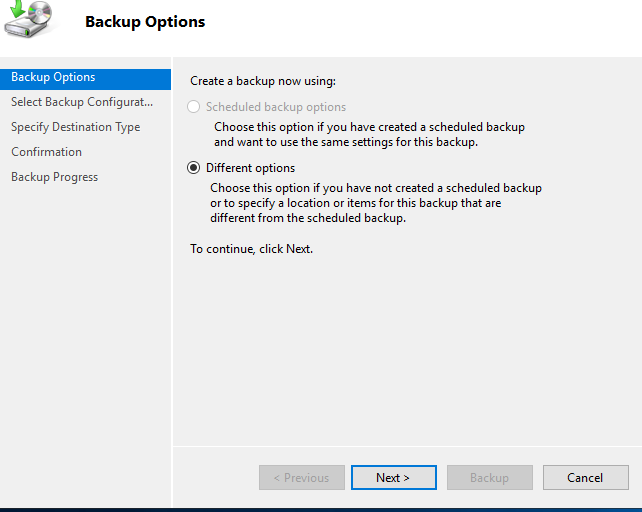 Backup Options
Backup Options
Select Backup Configurat...
Specify Destination Type
Confirmation
Backup Progress
Create a backup now using:
Scheduled backup options
Choose this option if you have created a scheduled backup
and want to use the same settings for this backup.
Different options
Choose this option if you have not created a scheduled backup
or to specify a location or items for this backup that are
different from the scheduled backup.
To continue, click Next.
< Previous
Next >
Backup
Cancel